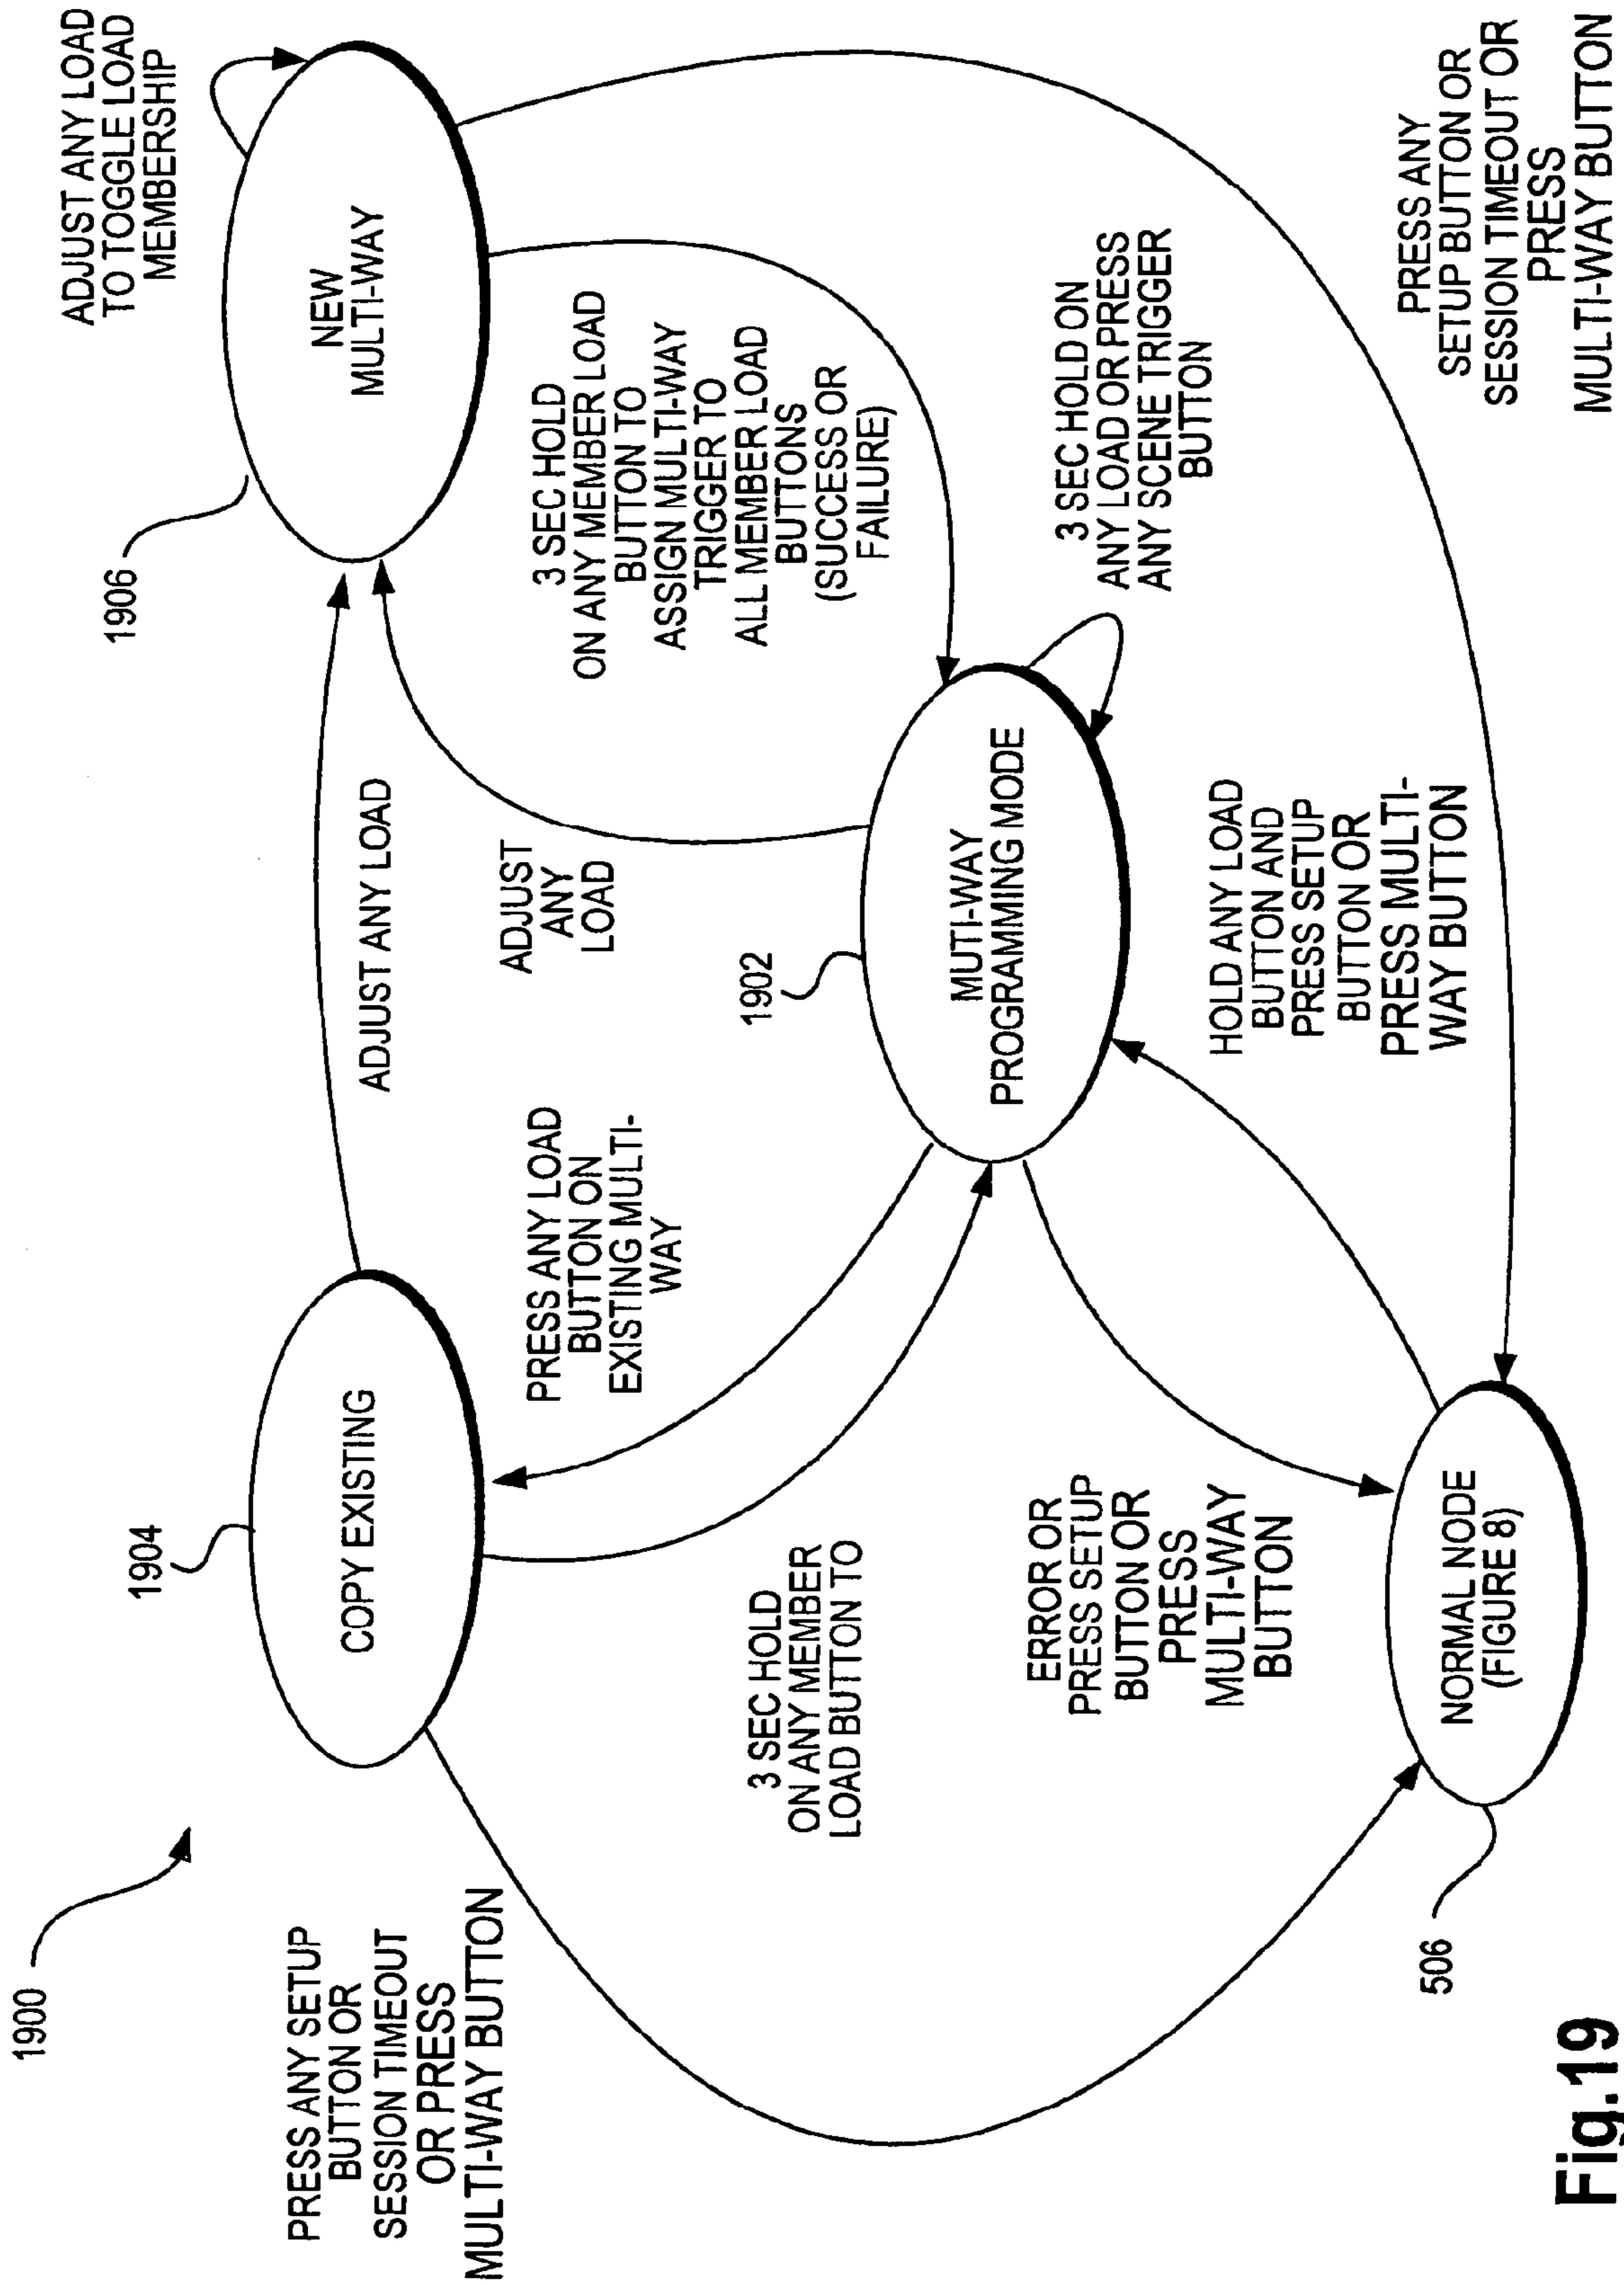 1900
PRESS ANY SETUP
BUTTON OR
SESSION TIMEOUT
OR PRESS
MULTI-WAY BUTTON
1904
COPY EXISTING
ADJUST ANY LOAD
1906
NEW
MULTI-WAY
ADJUST ANY LOAD
TO TOGGLE LOAD
MEMBERSHIP
PRESS ANY LOAD
BUTTON ON
EXISTING MULTI-
WAY
ADJUST
ANY
LOAD
3 SEC HOLD
ON ANY MEMBER LOAD
BUTTON TO
ASSIGN MULTI-WAY
TRIGGER TO
ALL MEMBER LOAD
BUTTONS
(SUCCESS OR
FAILURE)
3 SEC HOLD
ON ANY MEMBER
LOAD BUTTON TO
1902
MUTI-WAY
PROGRAMMING MODE
3 SEC HOLD ON
ANY LOAD OR PRESS
ANY SCENE TRIGGER
BUTTON
ERROR OR
PRESS SETUP
BUTTON OR
PRESS
MULTI-WAY
BUTTON
HOLD ANY LOAD
BUTTON AND
PRESS SETUP
BUTTON OR
PRESS MULTI-
WAY BUTTON
PRESS ANY
SETUP BUTTON OR
SESSION TIMEOUT OR
PRESS
MULTI-WAY BUTTON
506
NORMAL NODE
(FIGURE 8)
Fig.19